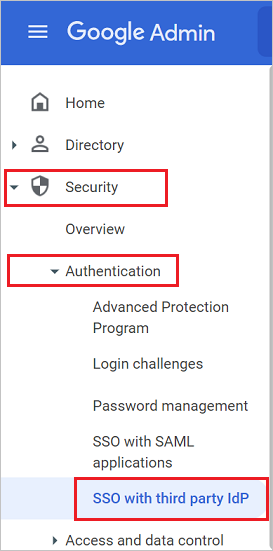 Google Admin
Home
Directory
Security
Overview
Authentication
Advanced Protection
Program
Login challenges
Password management
SSO with SAML
applications
SSO with third party IdP
Access and data control